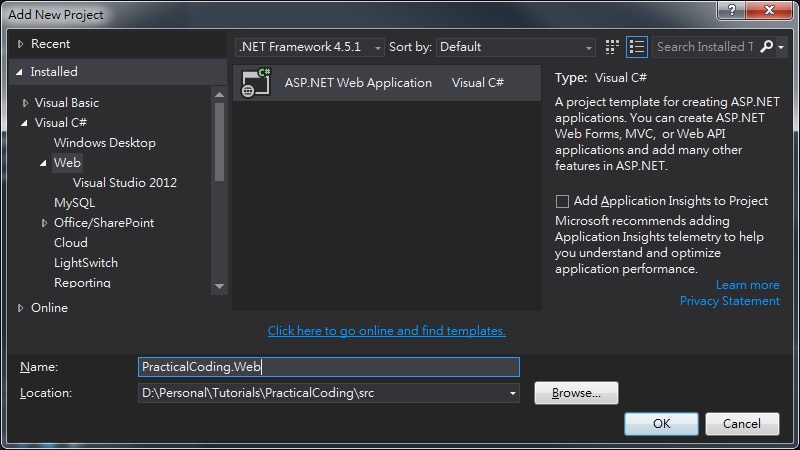 Add New Project
Recent
.NET Framework 4.5.1
Sort by:
Default
Search Installed T
Installed
Visual Basic
Visual C#
Windows Desktop
Web
Visual Studio 2012
MySQL
Office/SharePoint
Cloud
LightSwitch
Reporting
Online
C#
ASP.NET Web Application
Visual C#
Type: Visual C#
A project template for creating ASP.NET
applications. You can create ASP.NET
Web Forms, MVC, or Web API
applications and add many other
features in ASP.NET.
Add Application Insights to Project
Microsoft recommends adding
Application Insights telemetry to help
you understand and optimize
application performance.
Learn more
Privacy Statement
Click here to go online and find templates.
Name:
PracticalCoding.Web
Location:
D:\Personal\Tutorials\PracticalCoding\src
Browse...
OK
Cancel